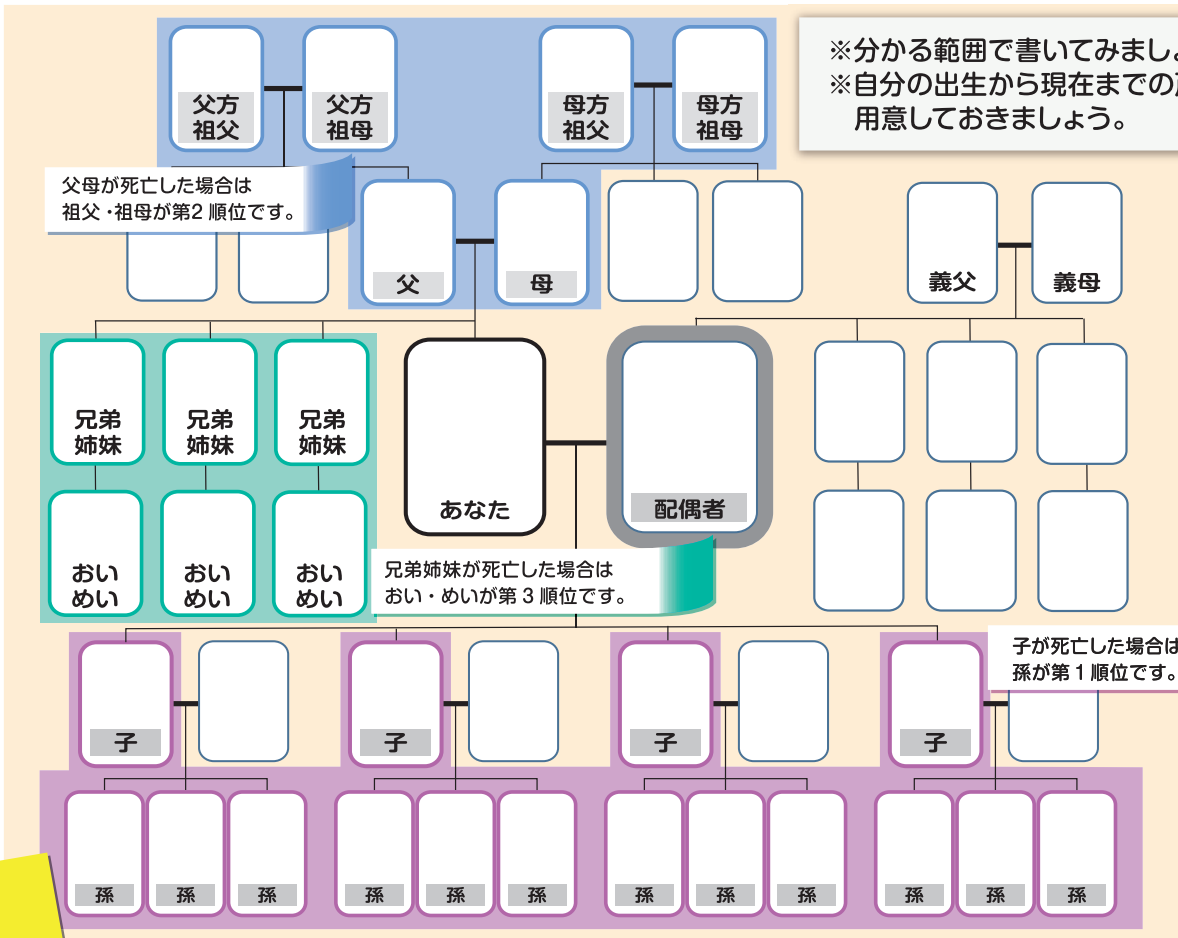 ※分かる範囲で書いてみまし
※自分の出生から現在までの
用意しておきましょう。
父方
祖父
父方
祖母
母方
祖父
母方
祖母
父母が死亡した場合は
祖父・祖母が第2順位です。
父
母
義父
義母
兄弟
姉妹
兄弟
姉妹
兄弟
姉妹
あなた
配偶者
おい
めい
おい
めい
おい
めい
兄弟姉妹が死亡した場合は
おい・めいが第3順位です。
子が死亡した場合は
孫が第1順位です。
子
子
子
子
孫
孫
孫
孫
孫
孫
孫
孫
孫
孫
孫
孫